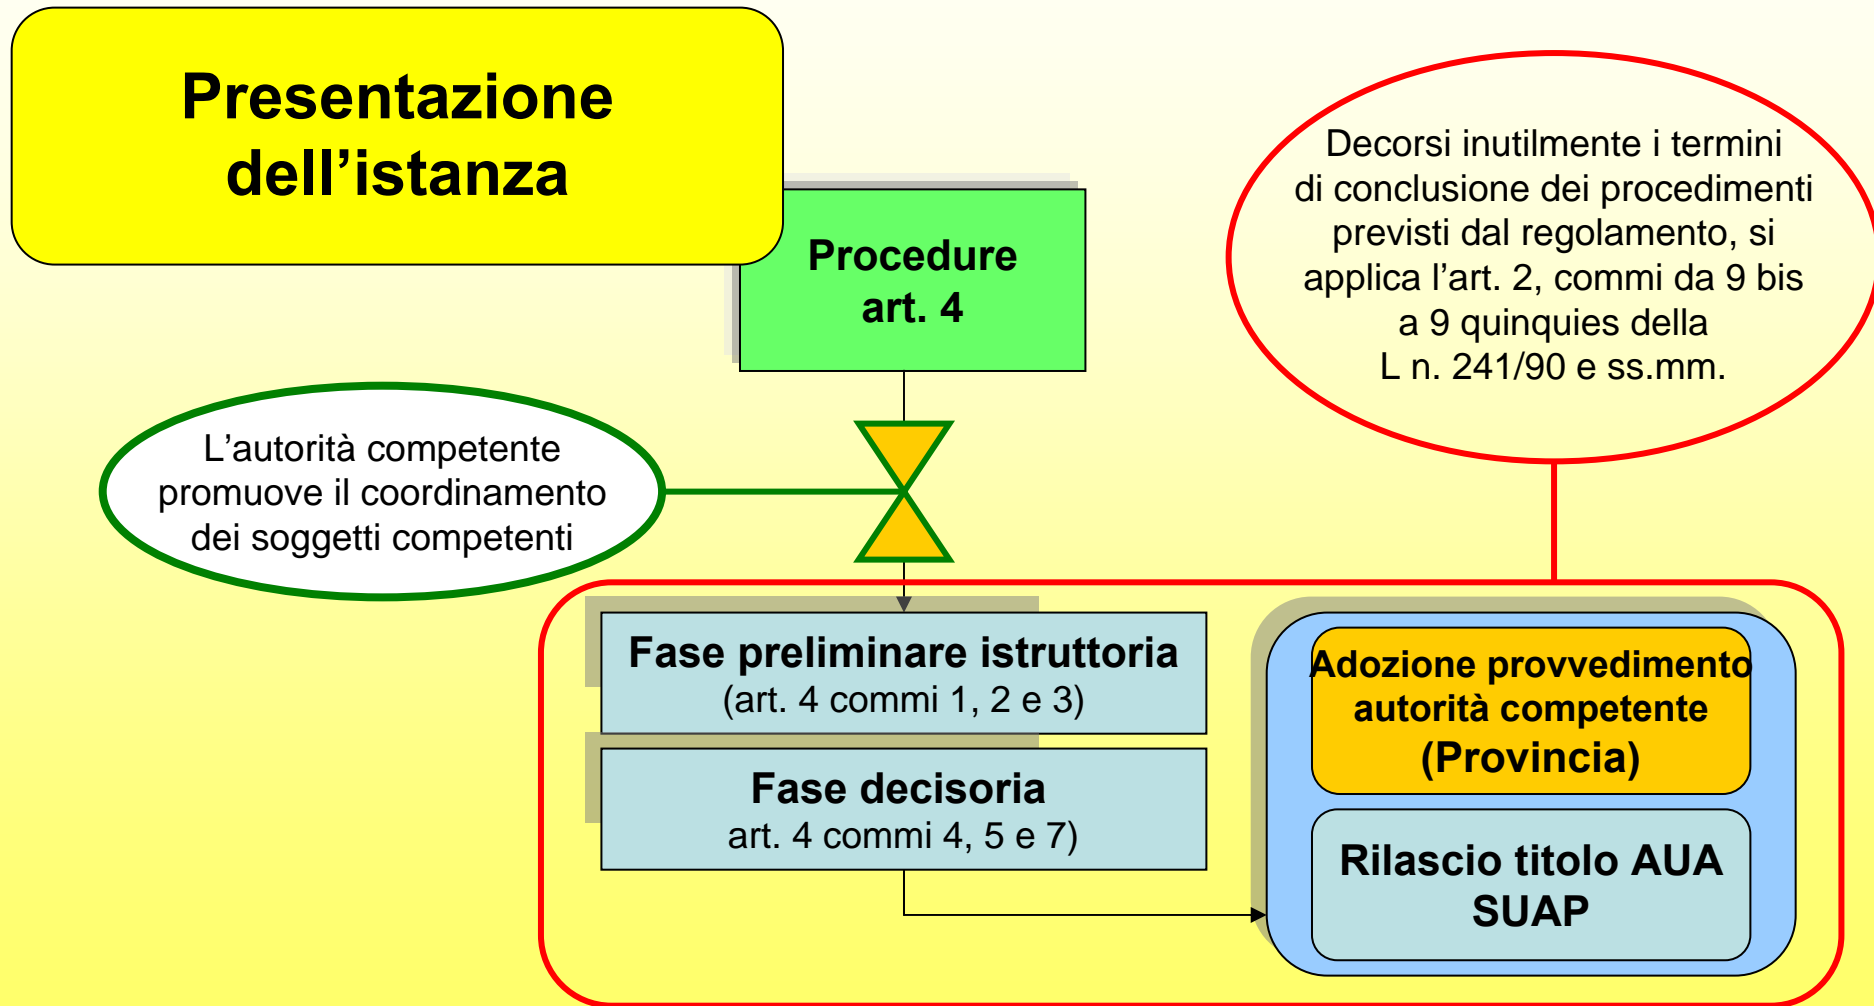 Presentazione
dell’istanza
Procedure
art. 4
Decorsi inutilmente i termini
di conclusione dei procedimenti
previsti dal regolamento, si
applica l’art. 2, commi da 9 bis
a 9 quinquies della
L n. 241/90 e ss.mm.
L’autorità competente
promuove il coordinamento
dei soggetti competenti
Fase preliminare istruttoria
(art. 4 commi 1, 2 e 3)
Fase decisoria
art. 4 commi 4, 5 e 7)
Adozione provvedimento
autorità competente
(Provincia)
Rilascio titolo AUA
SUAP